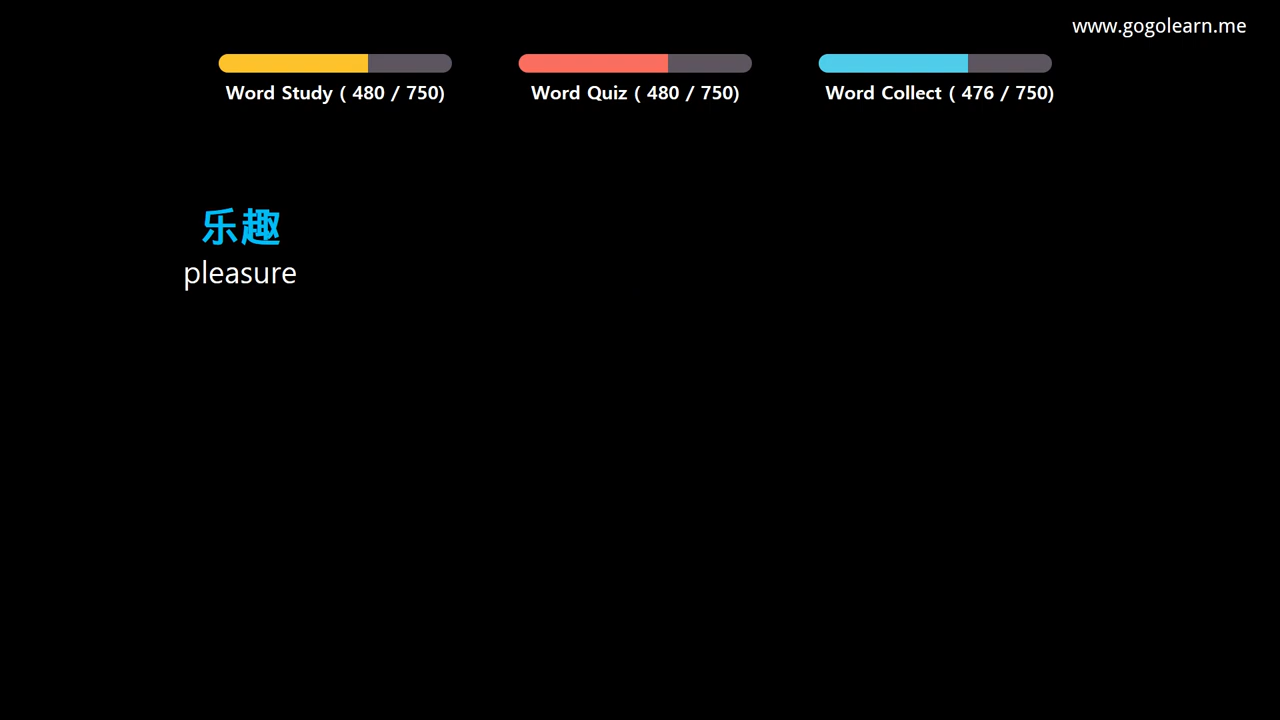 www.gogolearn.me
Word Study ( 480 / 750)
Word Quiz ( 480 / 750)
Word Collect ( 476 / 750)
乐趣
pleasure